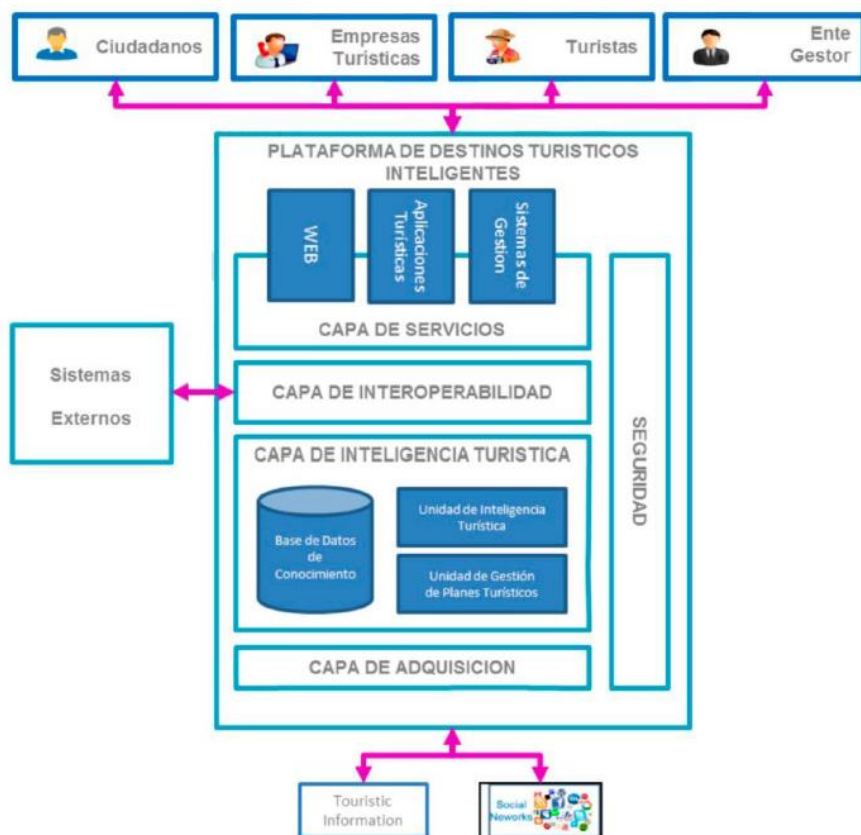 Ciudadanos
Empresas
Turísticas
Turistas
Ente
Gestor
PLATAFORMA DE DESTINOS TURISTICOS
INTELIGENTES
WEB
Aplicaciones
Turísticas
Sistemas de
Gestion
CAPA DE SERVICIOS
Sistemas
Externos
CAPA DE INTEROPERABILIDAD
SEGURIDAD
CAPA DE INTELIGENCIA TURISTICA
Base de Datos
de
Conocimiento
Unidad de Inteligencia
Turística
Unidad de Gestión
de Planes Turísticos
CAPA DE ADQUISICION
Touristic
Information
Social
Neworks